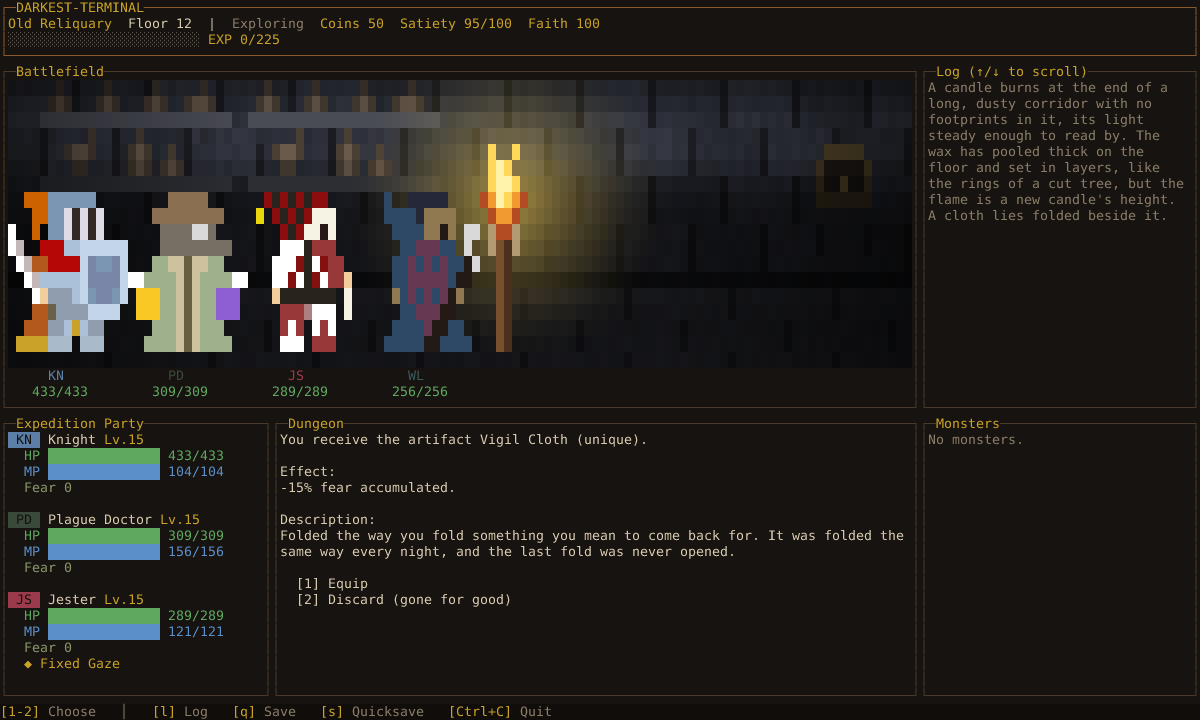 DARKEST-TERMINAL
Old Reliquary  Floor 12  |  Exploring  Coins 50  Satiety 95/100  Faith 100
EXP 0/225
Battlefield
KN PD JS WL
433/433 309/309 289/289 256/256
Log (↑/↓ to scroll)
A candle burns at the end of a
long, dusty corridor with no
footprints in it, its light
steady enough to read by. The
wax has pooled thick on the
floor and set in layers, like
the rings of a cut tree, but the
flame is a new candle's height.
A cloth lies folded beside it.
Expedition Party
KN Knight Lv.15
HP 433/433
MP 104/104
Fear 0
PD Plague Doctor Lv.15
HP 309/309
MP 156/156
Fear 0
JS Jester Lv.15
HP 289/289
MP 121/121
Fear 0
◆ Fixed Gaze
Dungeon
You receive the artifact Vigil Cloth (unique).
Effect:
-15% fear accumulated.
Description:
Folded the way you fold something you mean to come back for. It was folded the
same way every night, and the last fold was never opened.
[1] Equip
[2] Discard (gone for good)
Monsters
No monsters.
[1-2] Choose  │  [l] Log  [q] Save  [s] Quicksave  [Ctrl+C] Quit